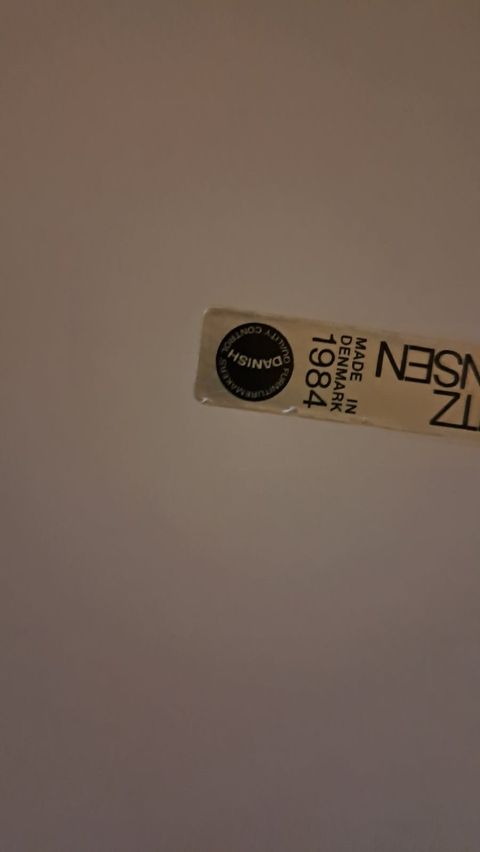 TZ
NSEN
MADE IN
DENMARK
1984
DANISH
FURNITUREMAKERS
QUALITY CONTROL